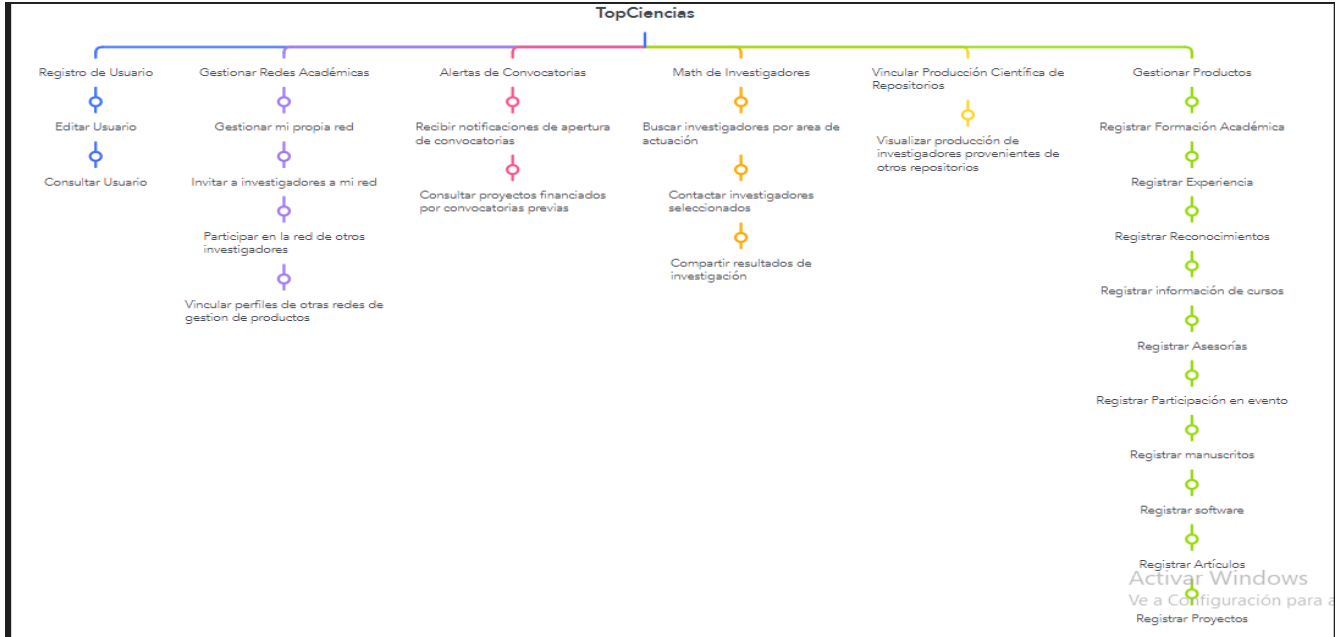 TopCiencias
Registro de Usuario
Editar Usuario
Consultar Usuario
Gestionar Redes Académicas
Gestionar mi propia red
Invitar a investigadores a mi red
Participar en la red de otros
investigadores
Vincular perfiles de otras redes de
gestion de productos
Alertas de Convocatorias
Recibir notificaciones de apertura
de convocatorias
Consultar proyectos financiados
por convocatorias previas
Math de Investigadores
Buscar investigadores por area de
actuación
Contactar investigadores
seleccionados
Compartir resultados de
investigación
Vincular Producción Científica de
Repositorios
Visualizar producción de
investigadores provenientes de
otros repositorios
Gestionar Productos
Registrar Formación Académica
Registrar Experiencia
Registrar Reconocimientos
Registrar información de cursos
Registrar Asesorías
Registrar Participación en evento
Registrar manuscritos
Registrar software
Registrar Artículos
Registrar Proyectos
Activar Windows
Ve a Configuración para a